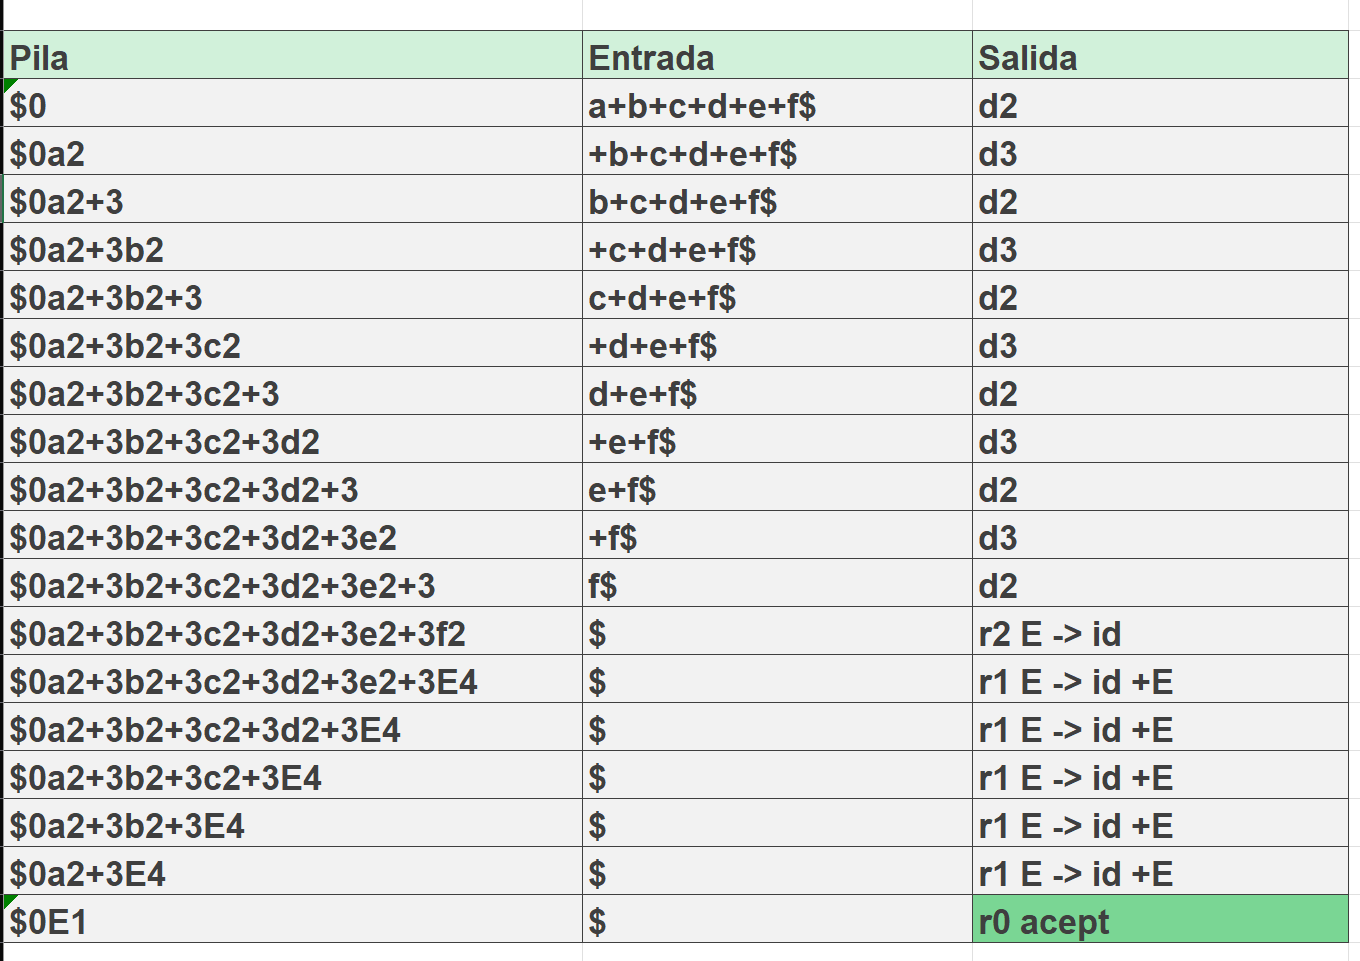 Pila Entrada Salida
$0 a+b+c+d+e+f$ d2
$0a2 +b+c+d+e+f$ d3
$0a2+3 b+c+d+e+f$ d2
$0a2+3b2 +c+d+e+f$ d3
$0a2+3b2+3 c+d+e+f$ d2
$0a2+3b2+3c2 +d+e+f$ d3
$0a2+3b2+3c2+3 d+e+f$ d2
$0a2+3b2+3c2+3d2 +e+f$ d3
$0a2+3b2+3c2+3d2+3 e+f$ d2
$0a2+3b2+3c2+3d2+3e2 +f$ d3
$0a2+3b2+3c2+3d2+3e2+3 f$ d2
$0a2+3b2+3c2+3d2+3e2+3f2 $ r2 E -> id
$0a2+3b2+3c2+3d2+3e2+3E4 $ r1 E -> id +E
$0a2+3b2+3c2+3d2+3E4 $ r1 E -> id +E
$0a2+3b2+3c2+3E4 $ r1 E -> id +E
$0a2+3b2+3E4 $ r1 E -> id +E
$0a2+3E4 $ r1 E -> id +E
$0E1 $ r0 acept